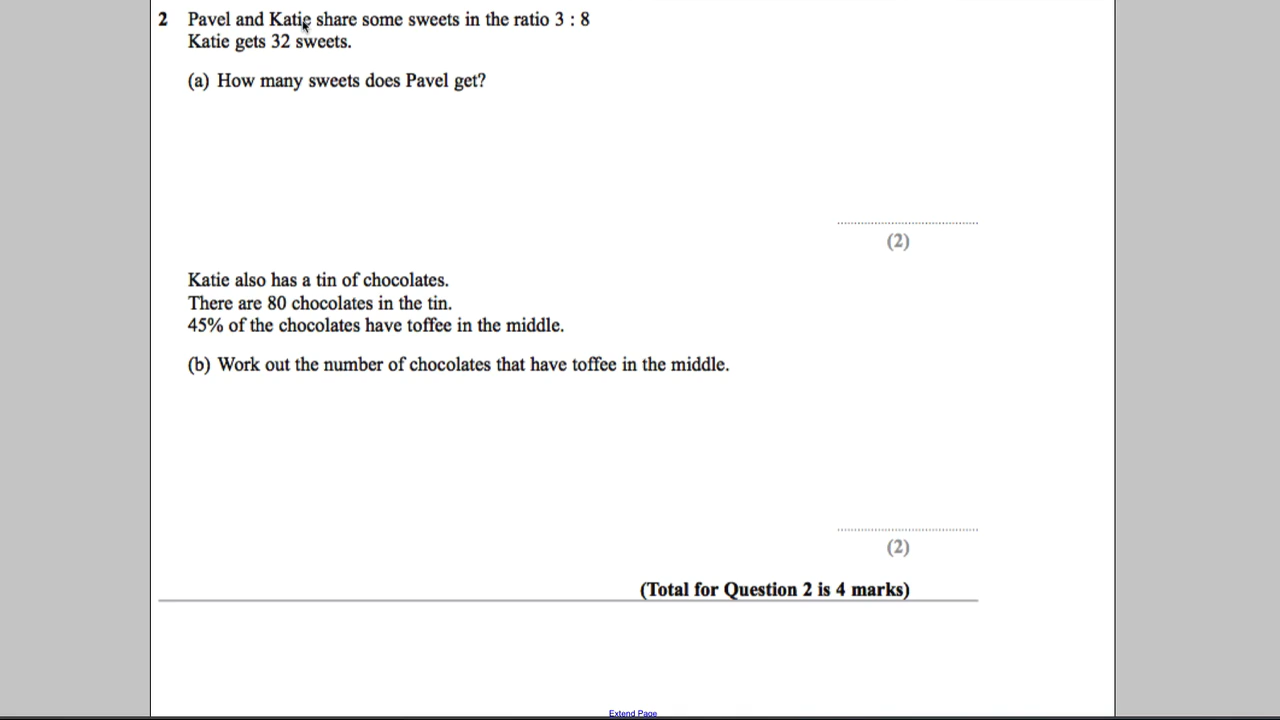 2 Pavel and Katie share some sweets in the ratio 3 : 8
Katie gets 32 sweets.
(a) How many sweets does Pavel get?
(2)
Katie also has a tin of chocolates.
There are 80 chocolates in the tin.
45% of the chocolates have toffee in the middle.
(b) Work out the number of chocolates that have toffee in the middle.
(2)
(Total for Question 2 is 4 marks)
Extend Page